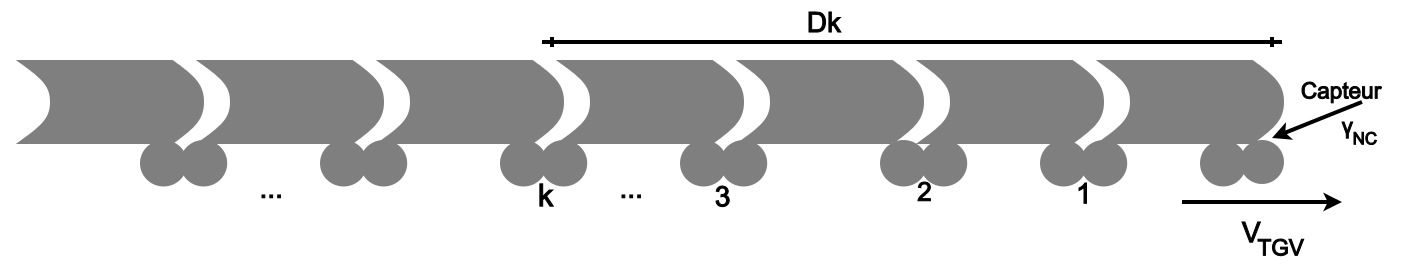 Dk
Capteur
γNC
... k ... 3 2 1
VTGV